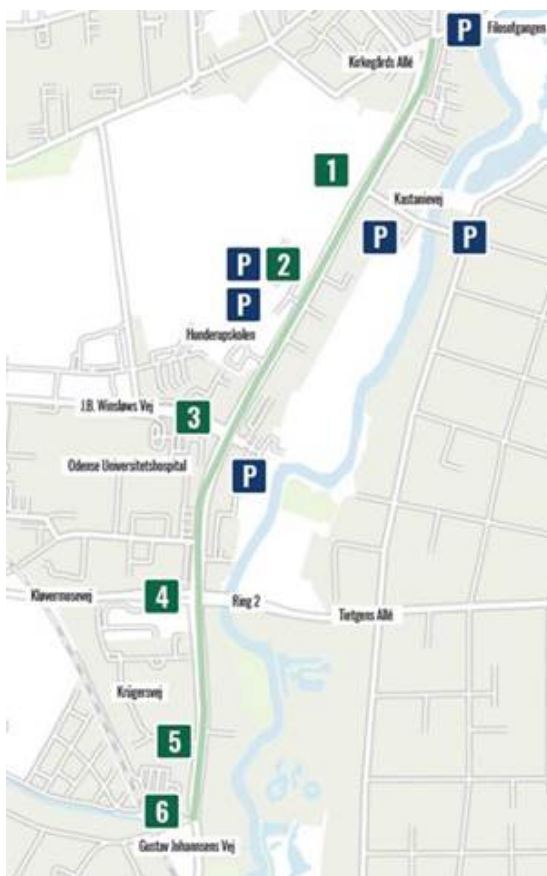 P
Filosofgangen
Kirkegårds Allé
1
Kastanievej
P
P
P
2
P
Hunderupskolen
J.B. Winsløws Vej
3
Odense Universitetshospital
P
Kløvermosevej
4
Ring 2
Tietgens Allé
Krügersvej
5
6
Gustav Johannsens Vej